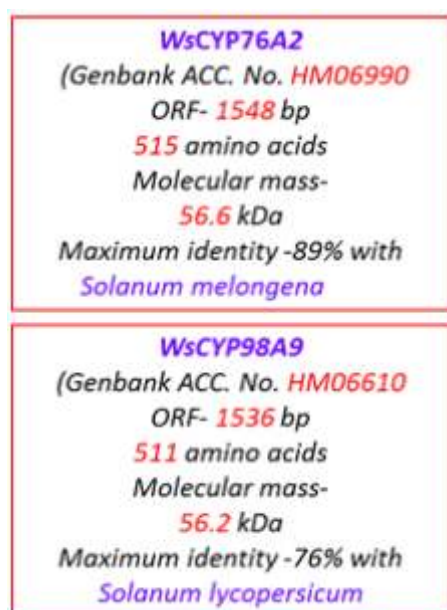 WsCYP76A2
(Genbank ACC. No. HM06990
ORF- 1548 bp
515 amino acids
Molecular mass-
56.6 kDa
Maximum identity -89% with
Solanum melongena
WsCYP98A9
(Genbank ACC. No. HM06610
ORF- 1536 bp
511 amino acids
Molecular mass-
56.2 kDa
Maximum identity -76% with
Solanum lycopersicum